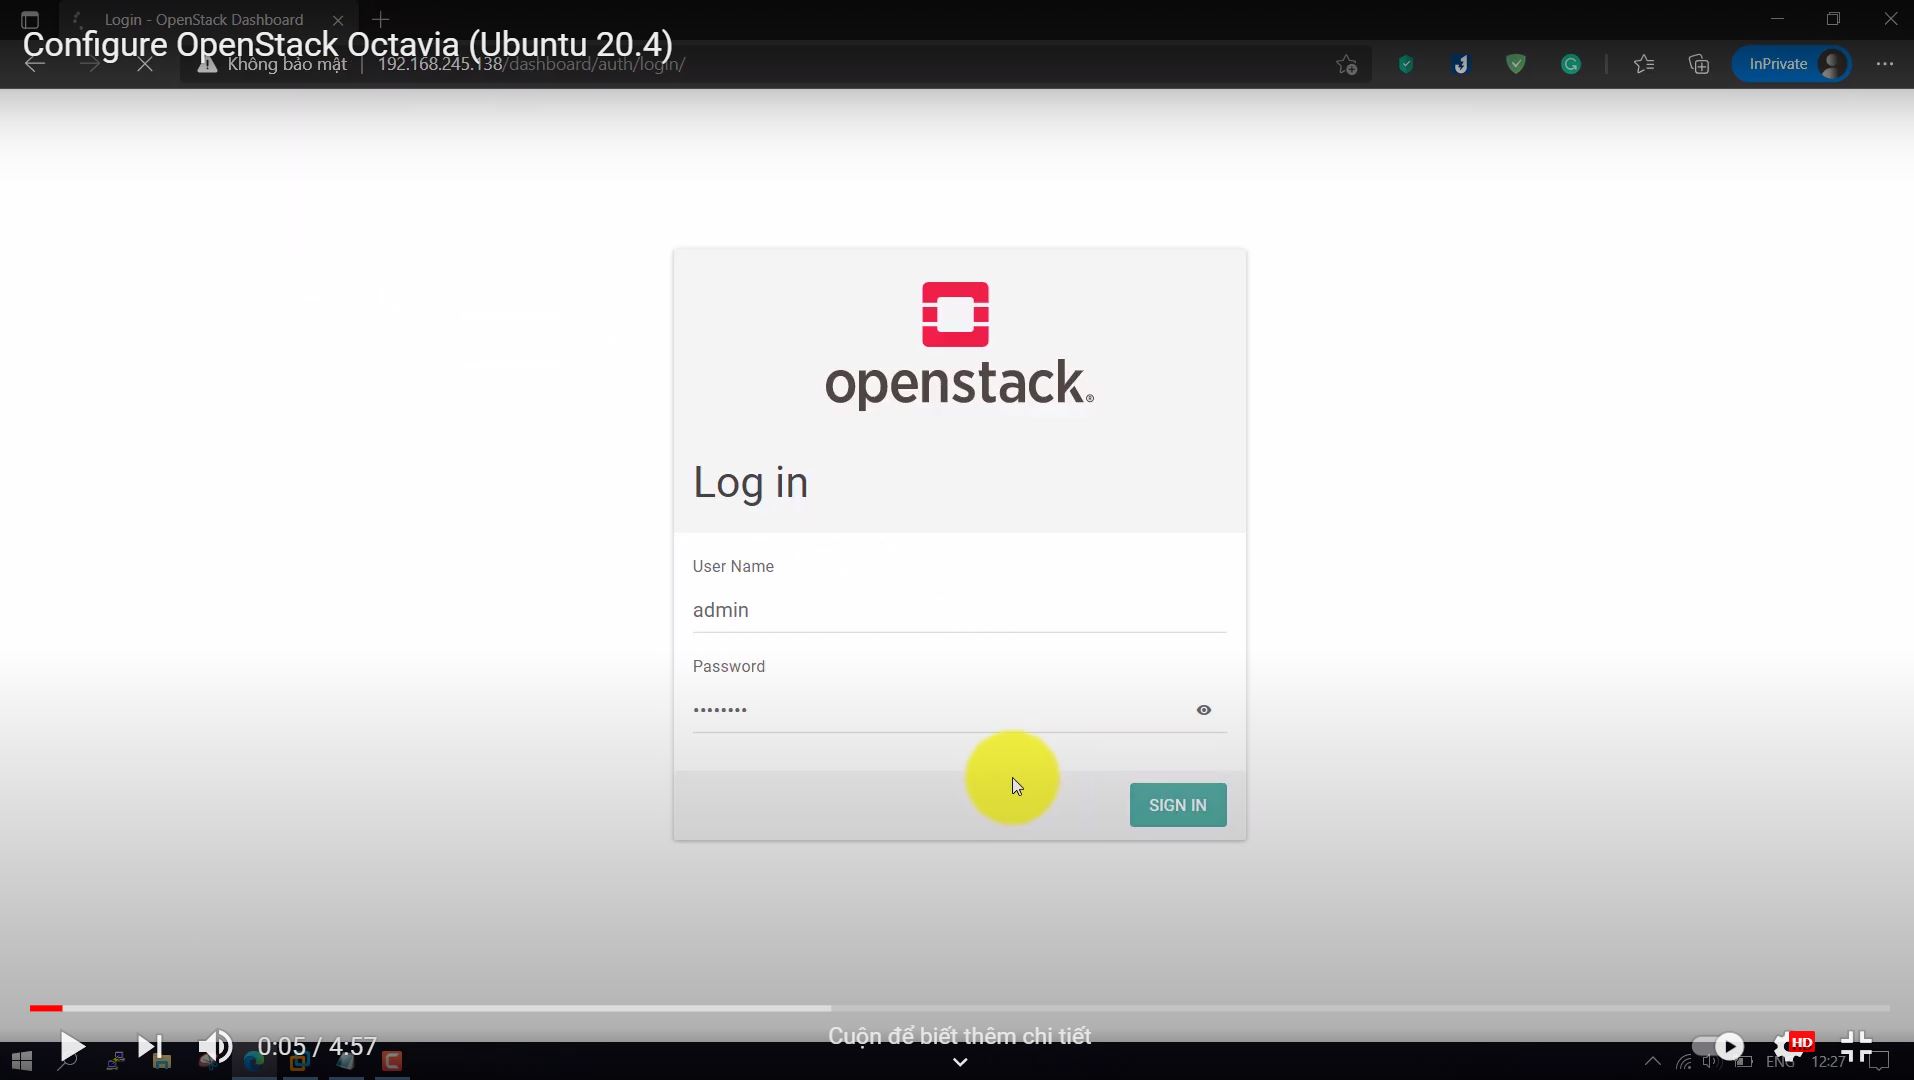 Login - OpenStack Dashboard
Configure OpenStack Octavia (Ubuntu 20.4)
Không bảo mật
192.168.245.138/dashboard/auth/login/
InPrivate
openstack.
Log in
User Name
admin
Password
SIGN IN
Cuộn để biết thêm chi tiết
0:05 / 4:57
HD
ENG
12:27